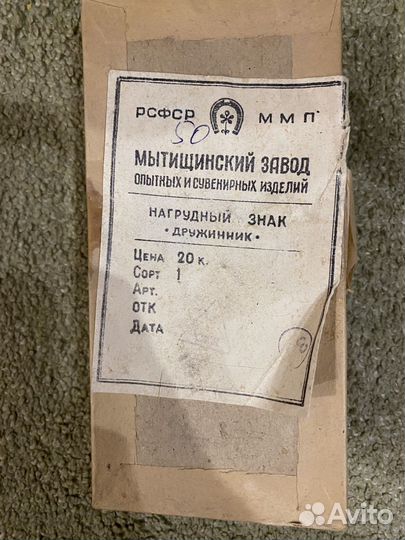 РСФСР ММП
50
МЫТИЩИНСКИЙ ЗАВОД
ОПЫТНЫХ И СУВЕНИРНЫХ ИЗДЕЛИЙ
НАГРУДНЫЙ ЗНАК
• ДРУЖИННИК •
ЦЕНА 20 К.
СОРТ 1
АРТ.
ОТК
ДАТА
Avito